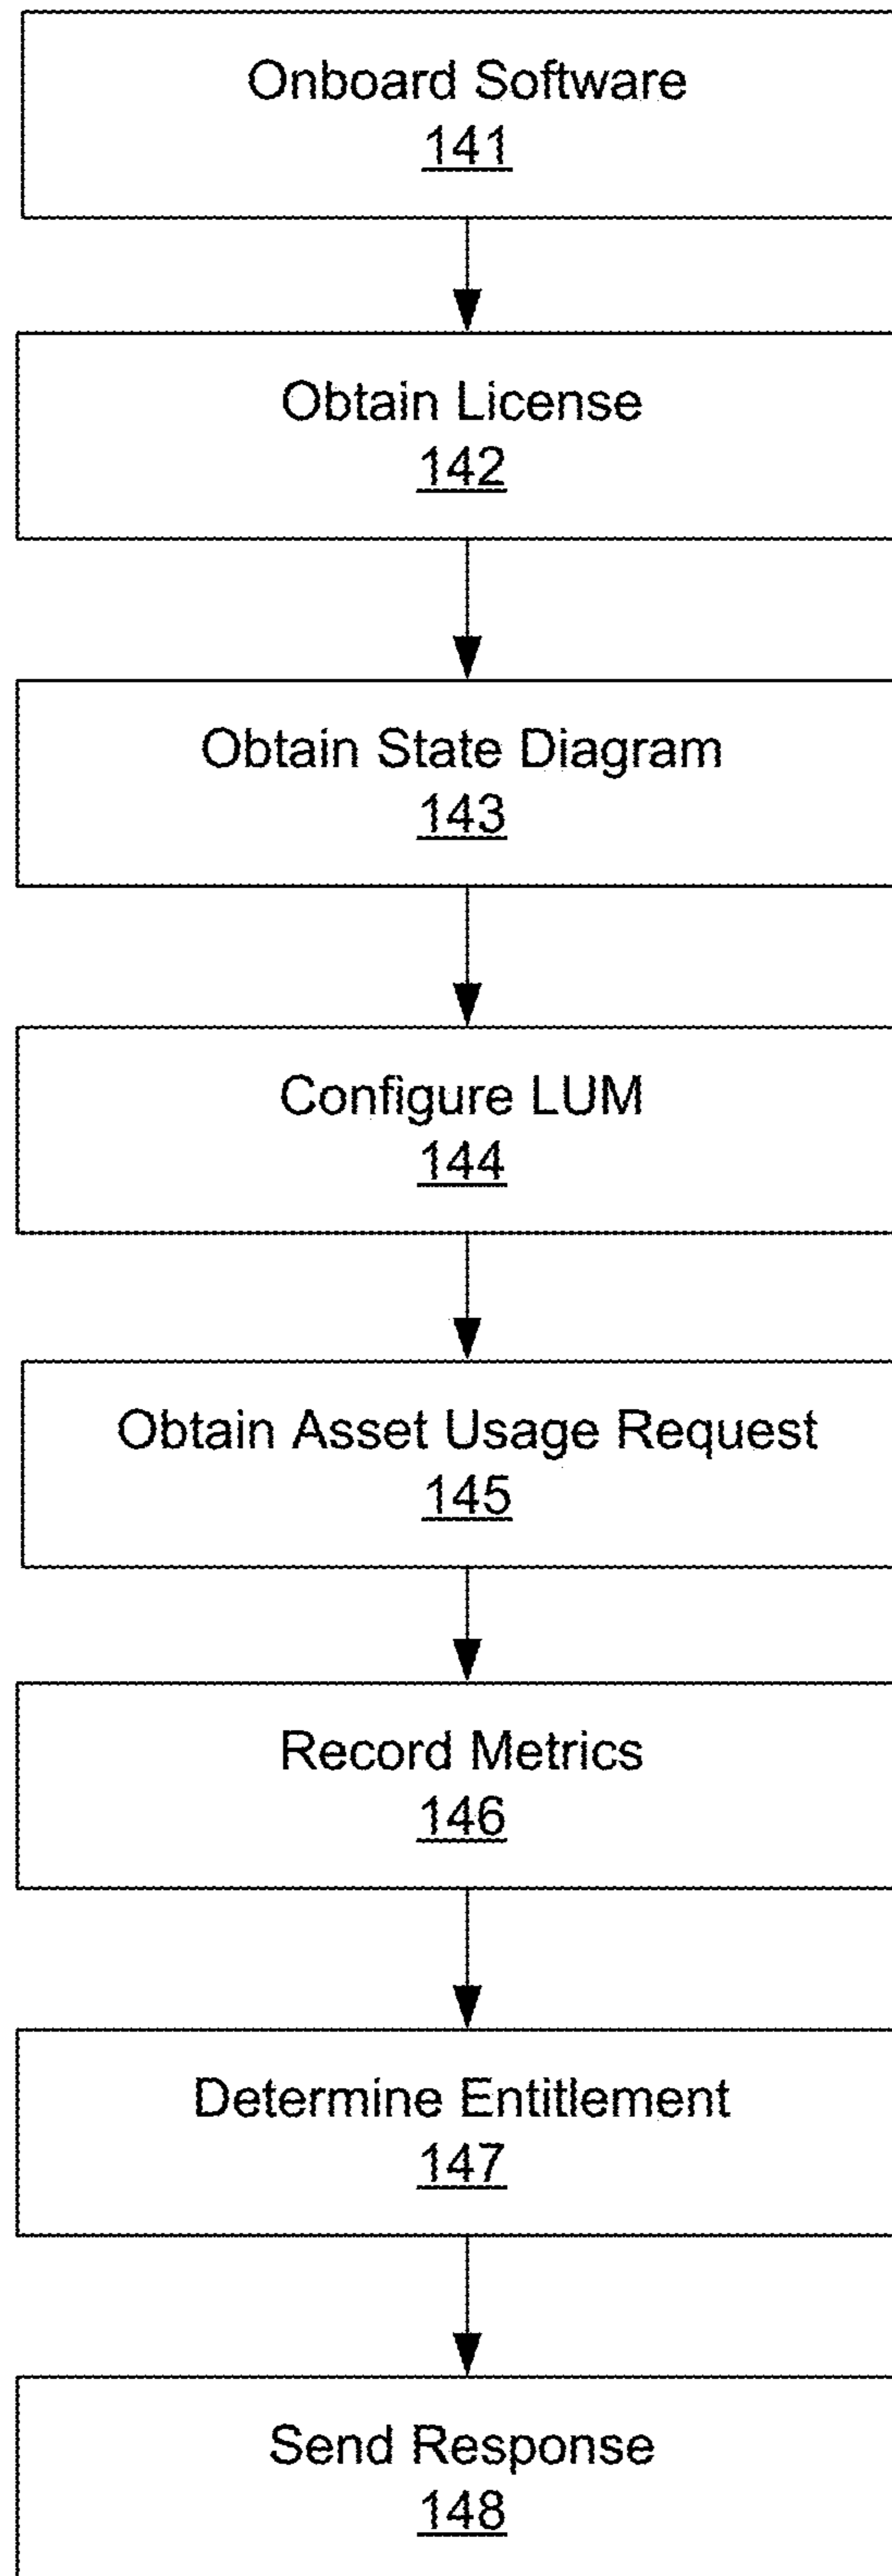 Onboard Software
141
Obtain License
142
Obtain State Diagram
143
Configure LUM
144
Obtain Asset Usage Request
145
Record Metrics
146
Determine Entitlement
147
Send Response
148